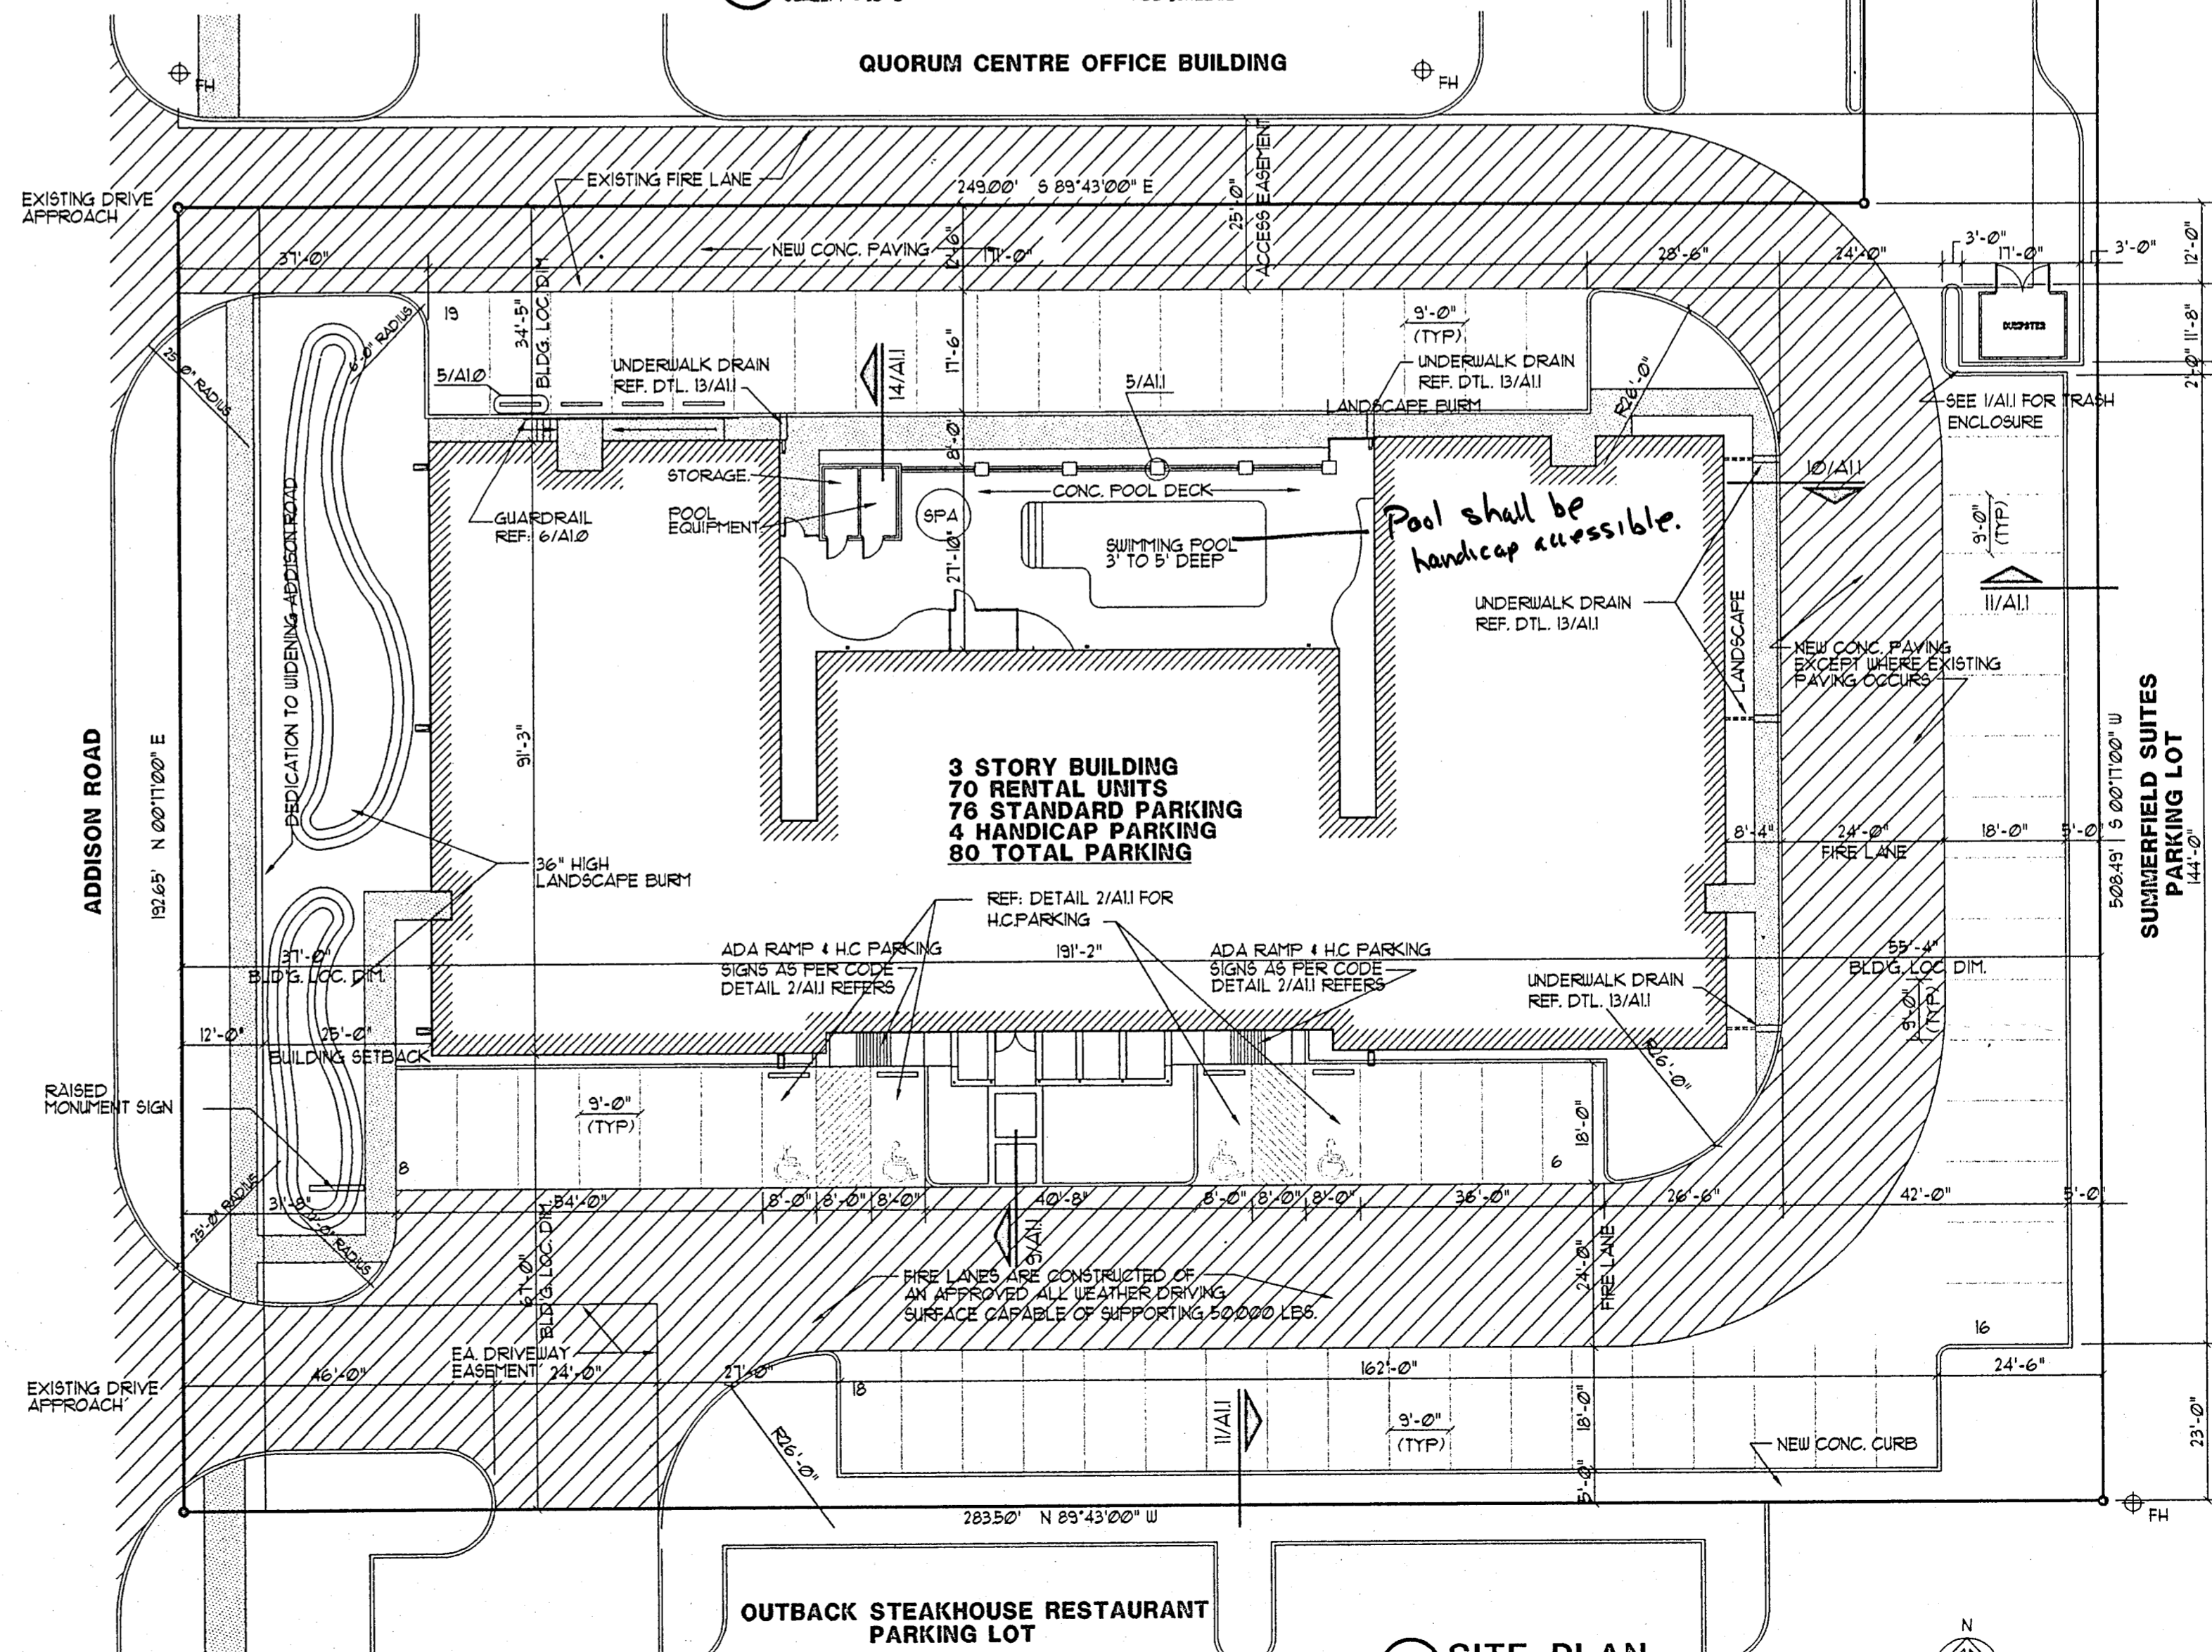 QUORUM CENTRE OFFICE BUILDING
FH
FH
EXISTING FIRE LANE
249.00' S 89°43'00" E
25'-0"
ACCESS EASEMENT
EXISTING DRIVE
APPROACH
37'-0"
NEW CONC. PAVING
12'-6"
171'-0"
28'-6"
24'-0"
3'-0"
17'-0"
3'-0"
12'-0"
11'-8"
2'-0"
DUMPSTER
19
34'-5"
BLDG. LOC. DIM.
6'-0" RADIUS
25'-0" RADIUS
5/A1.0
UNDERWALK DRAIN
REF. DTL. 13/A1.1
14/A1.1
17'-6"
5/A1.1
9'-0"
(TYP)
UNDERWALK DRAIN
REF. DTL. 13/A1.1
LANDSCAPE BURM
R26'-0"
SEE 1/A1.1 FOR TRASH
ENCLOSURE
8'-0"
STORAGE
CONC. POOL DECK
10/A1.1
GUARDRAIL
REF: 6/A1.0
POOL
EQUIPMENT
SPA
27'-10"
SWIMMING POOL
3' TO 5' DEEP
Pool shall be
handicap accessible.
9'-0"
(TYP)
11/A1.1
UNDERWALK DRAIN
REF. DTL. 13/A1.1
LANDSCAPE
NEW CONC. PAVING
EXCEPT WHERE EXISTING
PAVING OCCURS
DEDICATION TO WIDENING ADDISON ROAD
ADDISON ROAD
192.65' N 00°17'00" E
91'-3"
3 STORY BUILDING
70 RENTAL UNITS
76 STANDARD PARKING
4 HANDICAP PARKING
80 TOTAL PARKING
8'-4"
24'-0"
FIRE LANE
18'-0"
5'-0"
508.49' S 00°17'00" W
SUMMERFIELD SUITES
PARKING LOT
144'-0"
36" HIGH
LANDSCAPE BURM
REF: DETAIL 2/A1.1 FOR
H.C.PARKING
37'-0"
BLD'G. LOC. DIM.
ADA RAMP & H.C PARKING
SIGNS AS PER CODE
DETAIL 2/A1.1 REFERS
191'-2"
ADA RAMP & H.C PARKING
SIGNS AS PER CODE
DETAIL 2/A1.1 REFERS
55'-4"
BLDG. LOC. DIM.
UNDERWALK DRAIN
REF. DTL. 13/A1.1
9'-0"
(TYP)
12'-0"
25'-0"
BUILDING SETBACK
R26'-0"
RAISED
MONUMENT SIGN
9'-0"
(TYP)
18'-0"
8
6
25'-0" RADIUS
31'-8"
22'-0" RADIUS
54'-0"
8'-0"
8'-0"
8'-0"
40'-8"
8'-0"
8'-0"
8'-0"
36'-0"
26'-6"
42'-0"
5'-0"
9/A1.1
67'-0"
BLD'G. LOC. DIM.
FIRE LANES ARE CONSTRUCTED OF
AN APPROVED ALL WEATHER DRIVING
SURFACE CAPABLE OF SUPPORTING 50,000 LBS.
24'-0"
FIRE LANE
16
EA. DRIVEWAY
EASEMENT
EXISTING DRIVE
APPROACH
46'-0"
24'-0"
27'-0"
18
162'-0"
24'-6"
R26'-0"
11/A1.1
9'-0"
(TYP)
18'-0"
5'-0"
NEW CONC. CURB
23'-0"
FH
283.50' N 89°43'00" W
OUTBACK STEAKHOUSE RESTAURANT
PARKING LOT
SITE PLAN
N